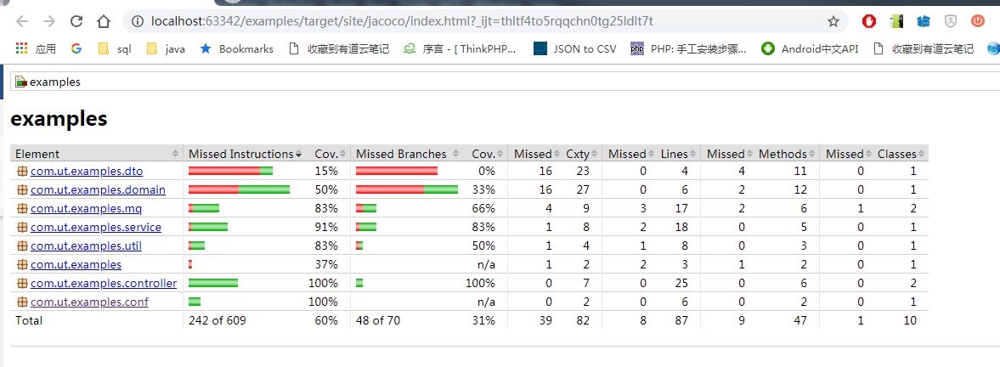 localhost:63342/examples/target/site/jacoco/index.html?_ijt=thltf4to5rqqchn0tg25ldlt7t
应用 sql java Bookmarks 收藏到有道云笔记 序言 - [ ThinkPHP... JSON to CSV php PHP: 手工安装步骤... Android中文API 收藏到有道云笔记
examples
examples
Element Missed Instructions Cov. Missed Branches Cov. Missed Cxty Missed Lines Missed Methods Missed Classes
com.ut.examples.dto 15% 0% 16 23 0 4 4 11 0 1
com.ut.examples.domain 50% 33% 16 27 0 6 2 12 0 1
com.ut.examples.mq 83% 66% 4 9 3 17 2 6 1 2
com.ut.examples.service 91% 83% 1 8 2 18 0 5 0 1
com.ut.examples.util 83% 50% 1 4 1 8 0 3 0 1
com.ut.examples 37% n/a 1 2 2 3 1 2 0 1
com.ut.examples.controller 100% 100% 0 7 0 25 0 6 0 2
com.ut.examples.conf 100% n/a 0 2 0 6 0 2 0 1
Total 242 of 609 60% 48 of 70 31% 39 82 8 87 9 47 1 10